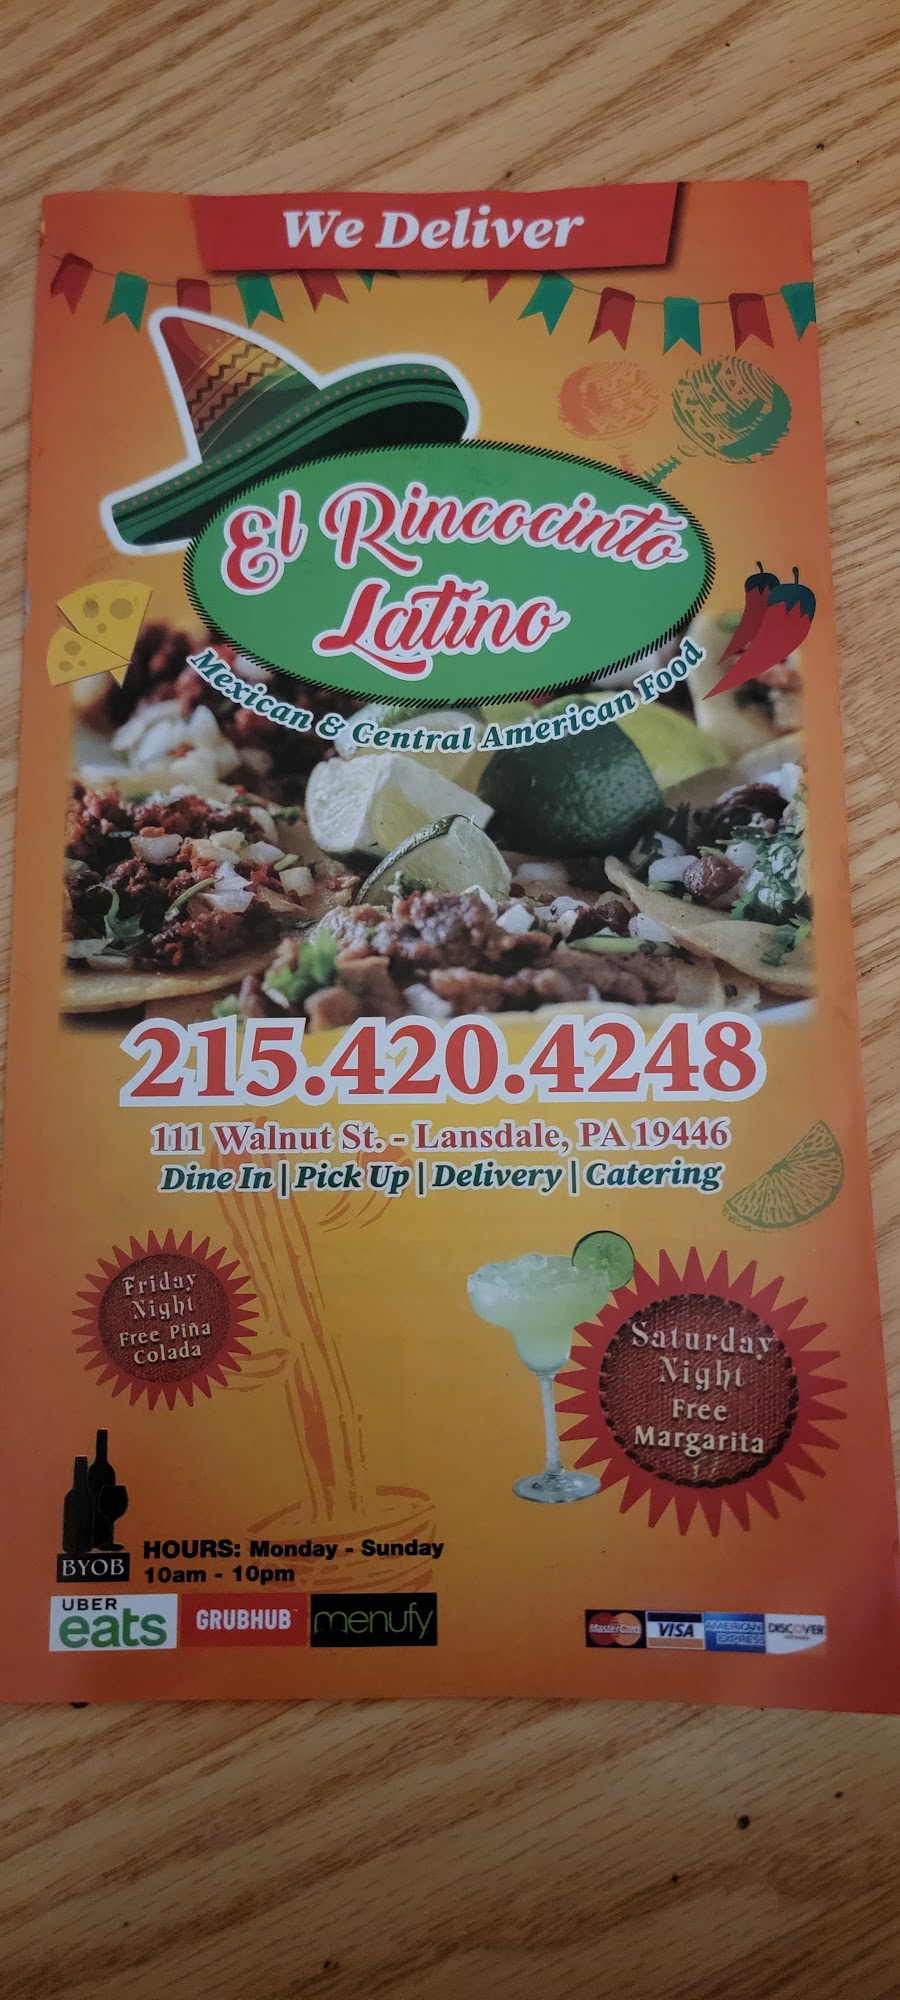 We Deliver
El Rincocinto
Latino
Mexican & Central American Food
215.420.4248
111 Walnut St. - Lansdale, PA 19446
Dine In | Pick Up | Delivery | Catering
Friday
Night
Free Piña
Colada
Saturday
Night
Free
Margarita
BYOB
HOURS: Monday - Sunday
10am - 10pm
UBER
eats
GRUBHUB
menufy
MasterCard
VISA
AMERICAN
EXPRESS
DISCOVER